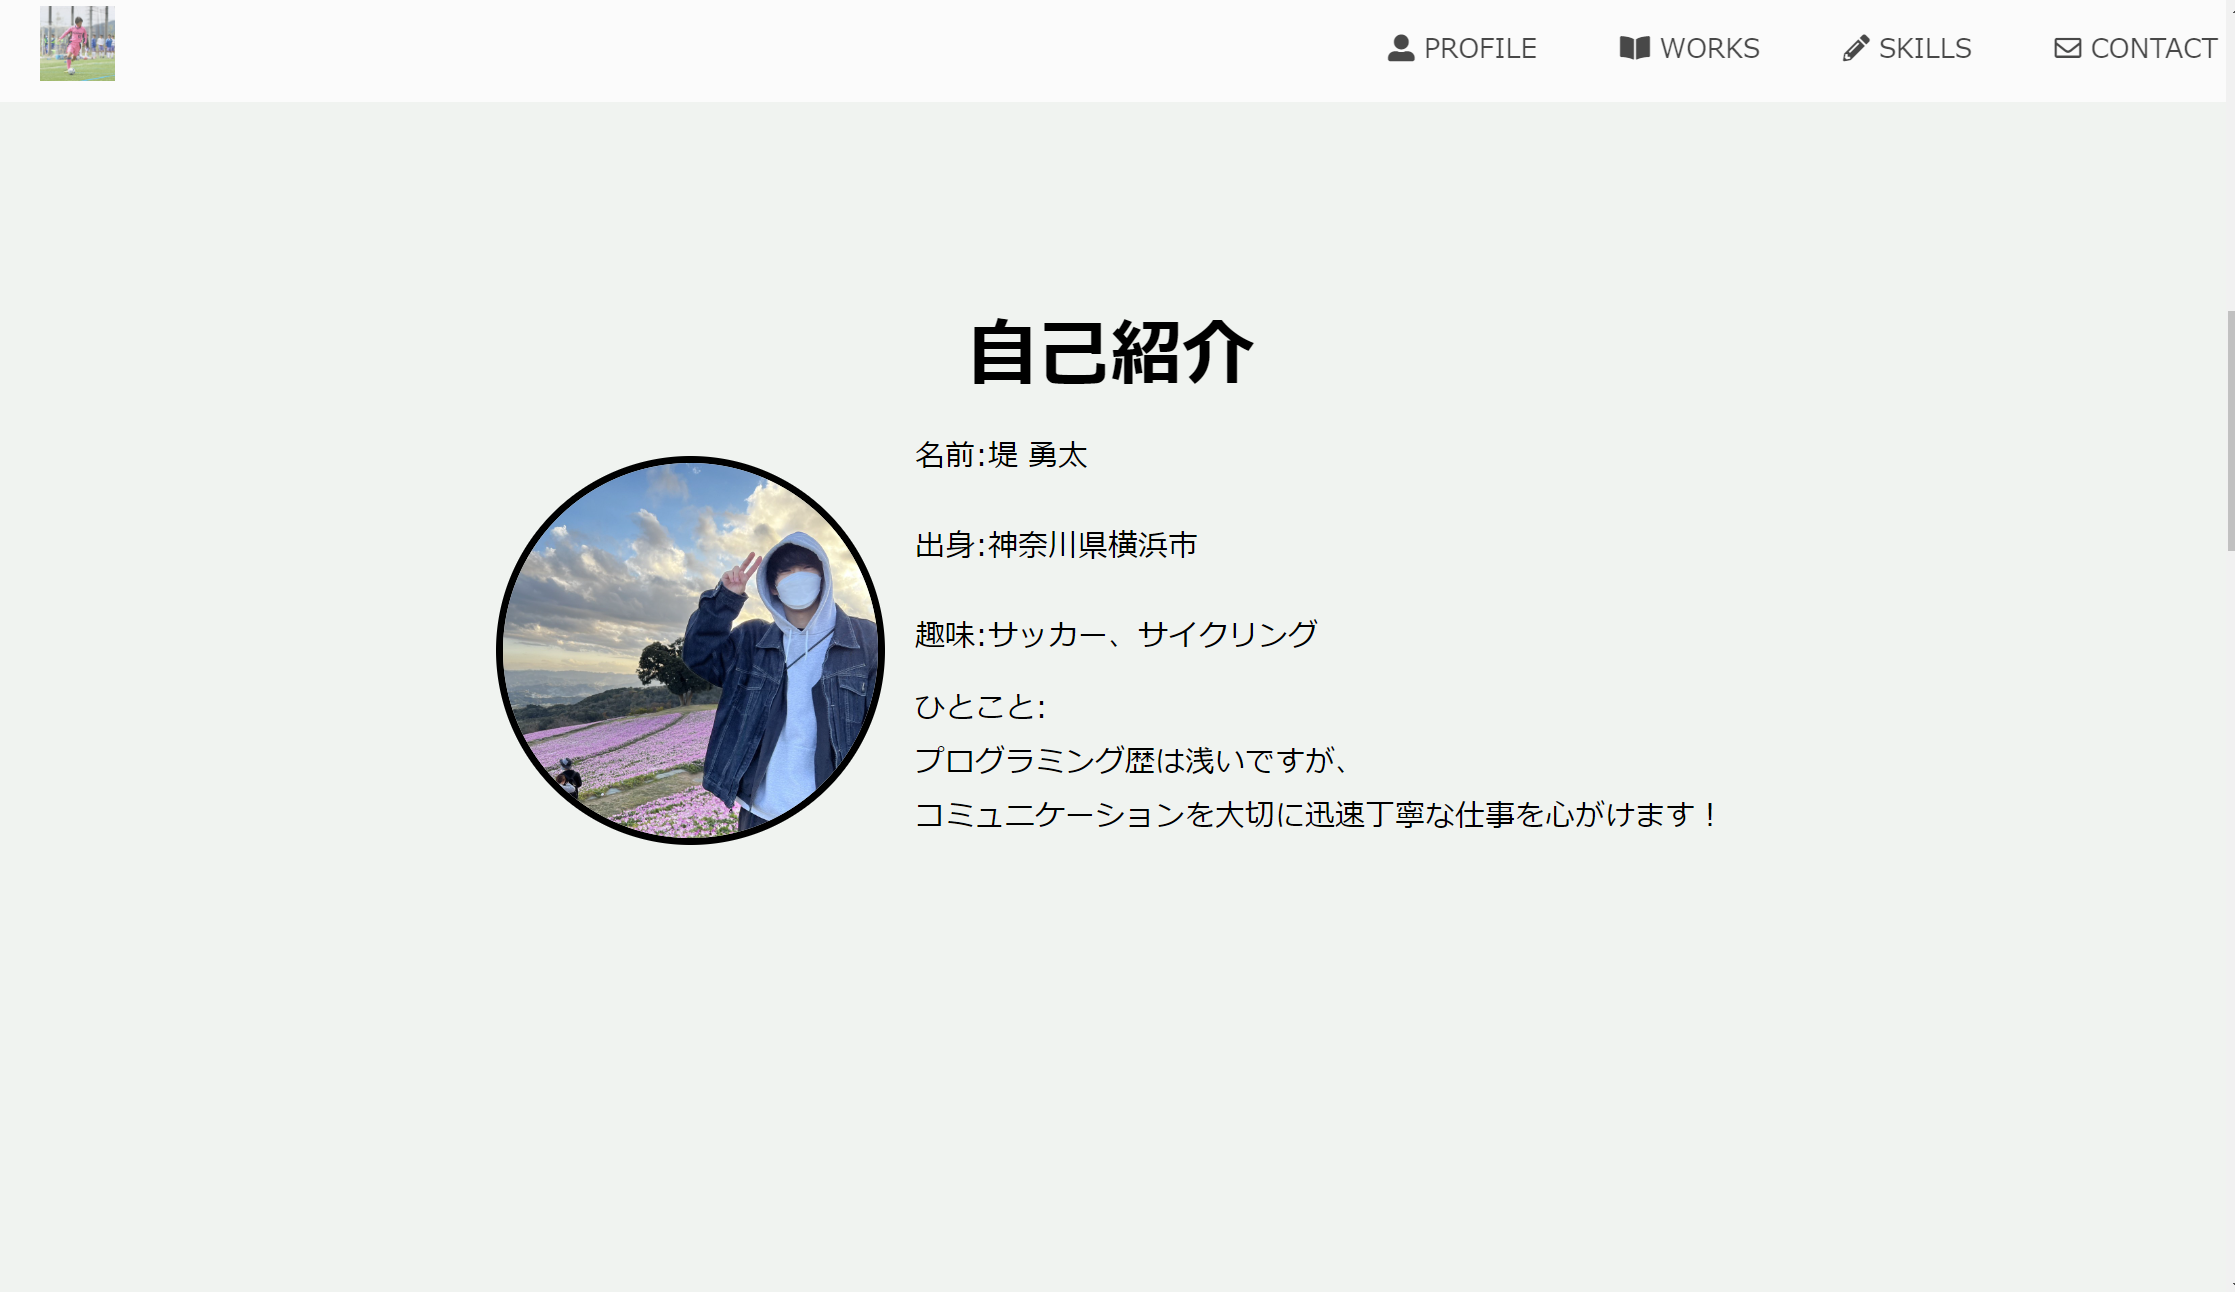 PROFILE
WORKS
SKILLS
CONTACT
自己紹介
名前:堤 勇太
出身:神奈川県横浜市
趣味:サッカー、サイクリング
ひとこと:
プログラミング歴は浅いですが、
コミュニケーションを大切に迅速丁寧な仕事を心がけます！